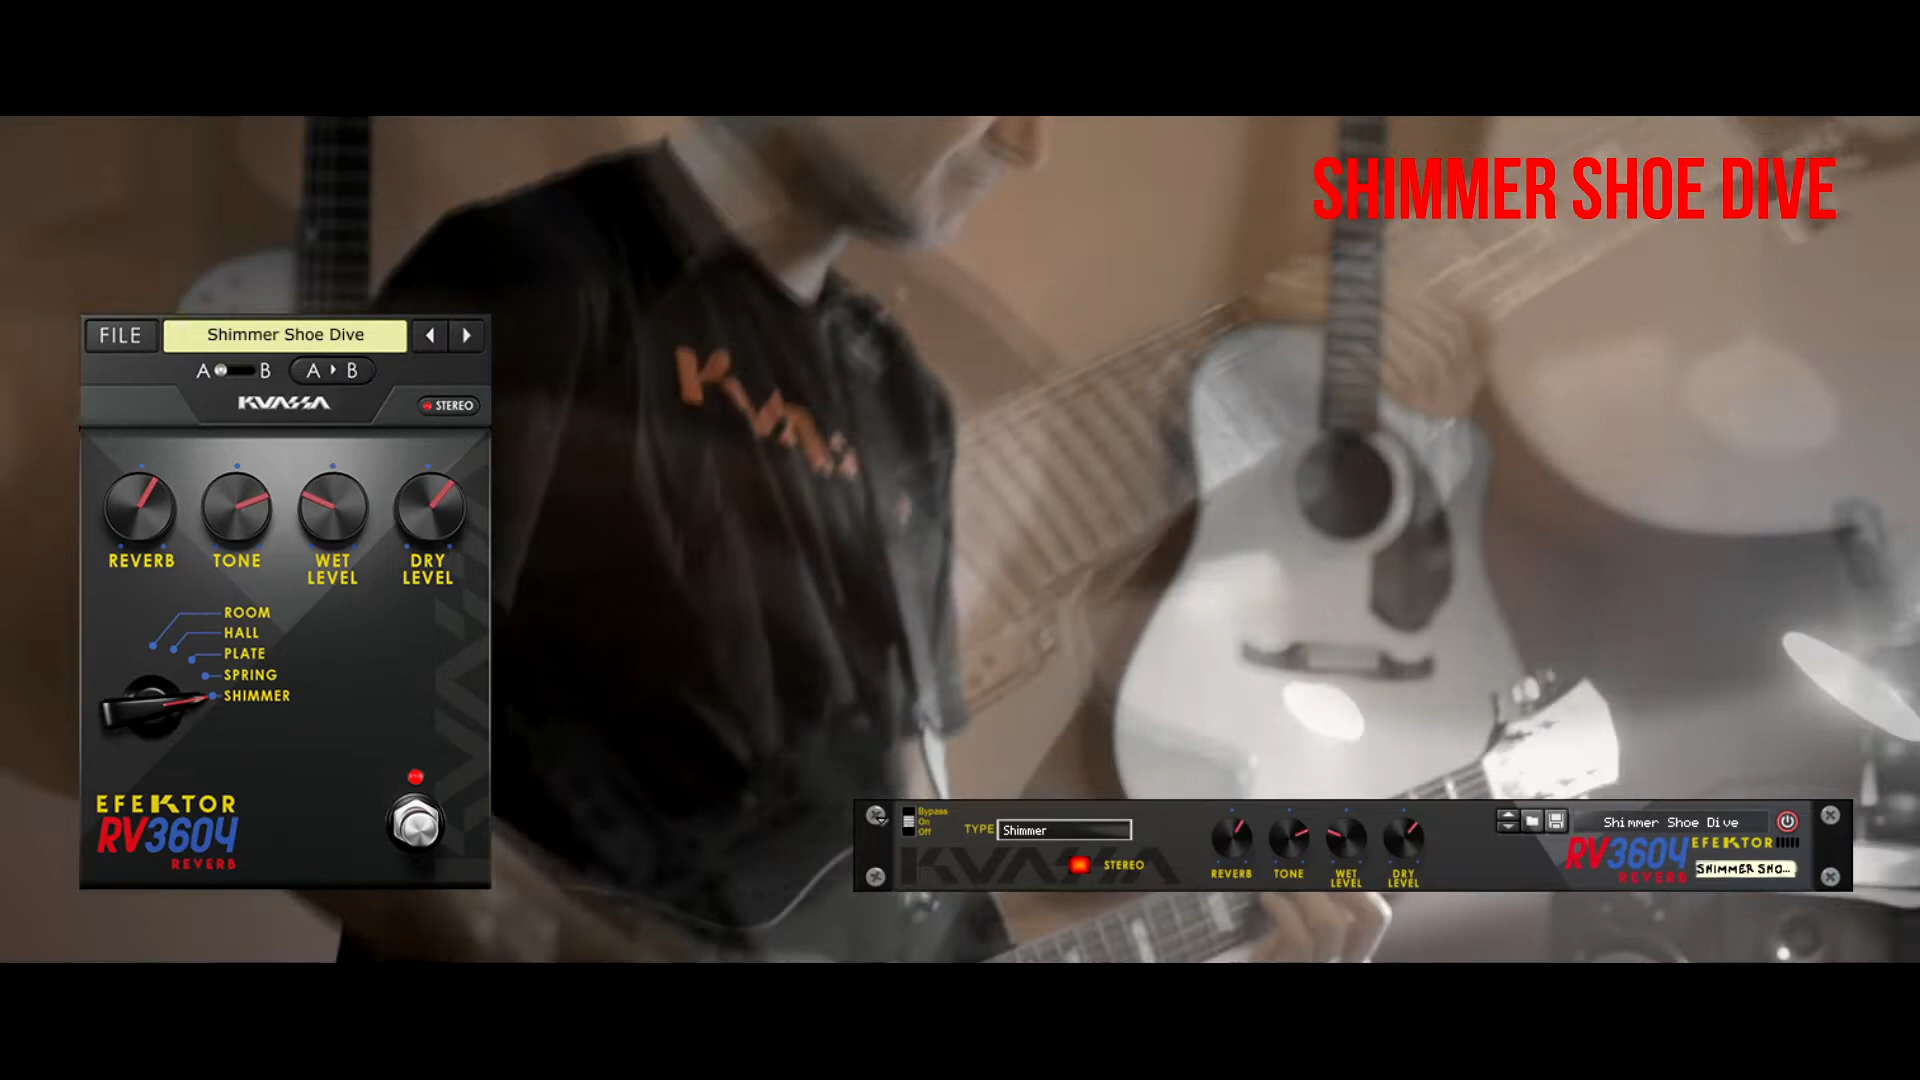 SHIMMER SHOE DIVE
FILE
Shimmer Shoe Dive
A B A B
KVASSA
STEREO
REVERB TONE WET LEVEL DRY LEVEL
ROOM
HALL
PLATE
SPRING
SHIMMER
EFEKTOR
RV3604
REVERB
Bypass
On
Off
TYPE Shimmer
STEREO
KVASSA
REVERB TONE WET LEVEL DRY LEVEL
Shimmer Shoe Dive
RV3604 EFEKTOR
REVERB
SHIMMER SHO...